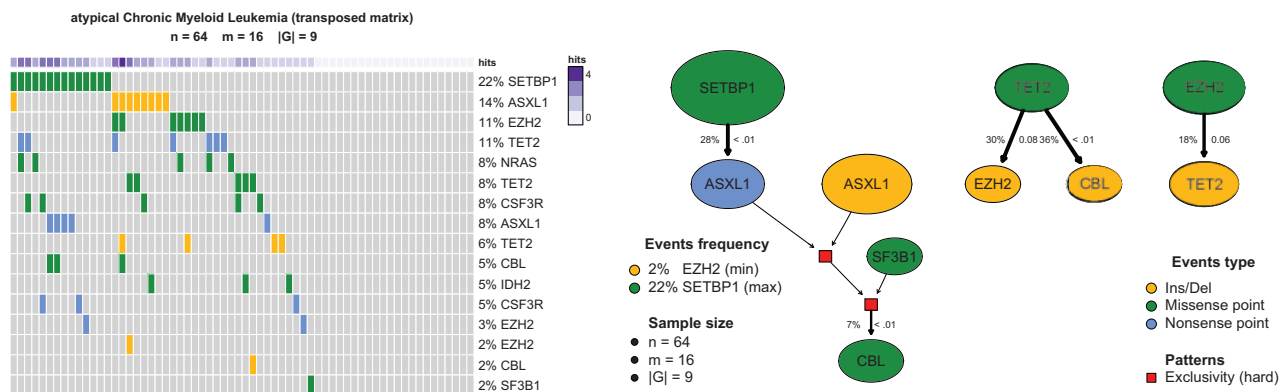 atypical Chronic Myeloid Leukemia (transposed matrix)
n = 64 m = 16 |G| = 9
hits
22% SETBP1
14% ASXL1
11% EZH2
11% TET2
8% NRAS
8% TET2
8% CSF3R
8% ASXL1
6% TET2
5% CBL
5% IDH2
5% CSF3R
3% EZH2
2% EZH2
2% CBL
2% SF3B1
hits
4
0
SETBP1
28% < .01
ASXL1
ASXL1
SF3B1
7% < .01
CBL
Events frequency
2% EZH2 (min)
22% SETBP1 (max)
Sample size
n = 64
m = 16
|G| = 9
TET2
30% 0.08
36% < .01
EZH2
CBL
EZH2
18% 0.06
TET2
Events type
Ins/Del
Missense point
Nonsense point
Patterns
Exclusivity (hard)